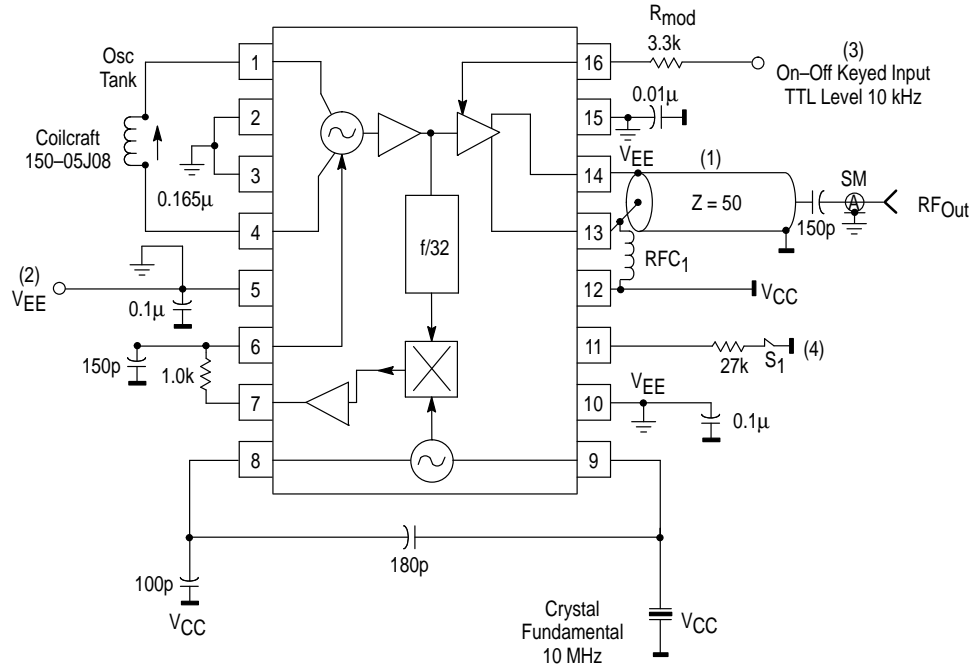 Osc
Tank
Coilcraft
150–05J08
0.165µ
(2)
VEE
0.1µ
150p
1.0k
1
2
3
4
5
6
7
8
f/32
16
15
14
13
12
11
10
9
Rmod
3.3k
(3)
On–Off Keyed Input
TTL Level 10 kHz
0.01µ
VEE
(1)
Z = 50
SM
A
RFOut
150p
RFC1
VCC
27k
S1
(4)
VEE
0.1µ
180p
100p
VCC
Crystal
Fundamental
10 MHz
VCC